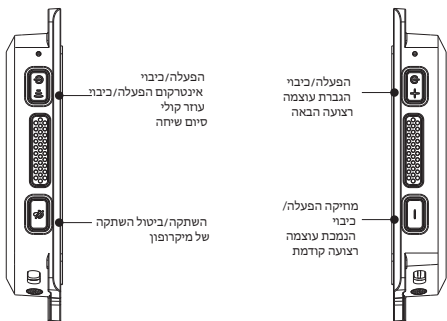 הפעלה/כיבוי
הגברת עוצמה
רצועה הבאה
מוזיקה הפעלה/
כיבוי
הנמכת עוצמה
רצועה קודמת
הפעלה/כיבוי
אינטרקום הפעלה/כיבוי
עוזר קולי
סיום שיחה
השתקה/ביטול השתקה
של מיקרופון